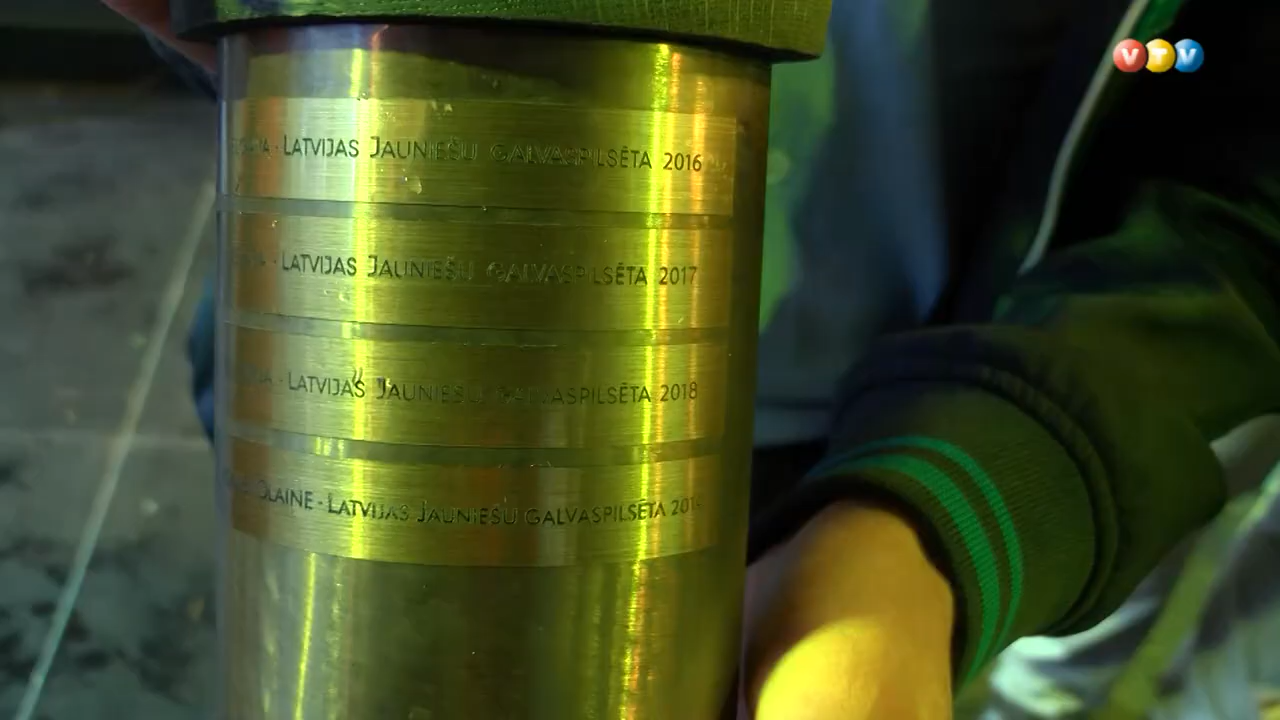 VTV
- LATVIJAS JAUNIEŠU GALVASPILSĒTA 2016
- LATVIJAS JAUNIEŠU GALVASPILSĒTA 2017
- LATVIJAS JAUNIEŠU GALVASPILSĒTA 2018
OLAINE - LATVIJAS JAUNIEŠU GALVASPILSĒTA